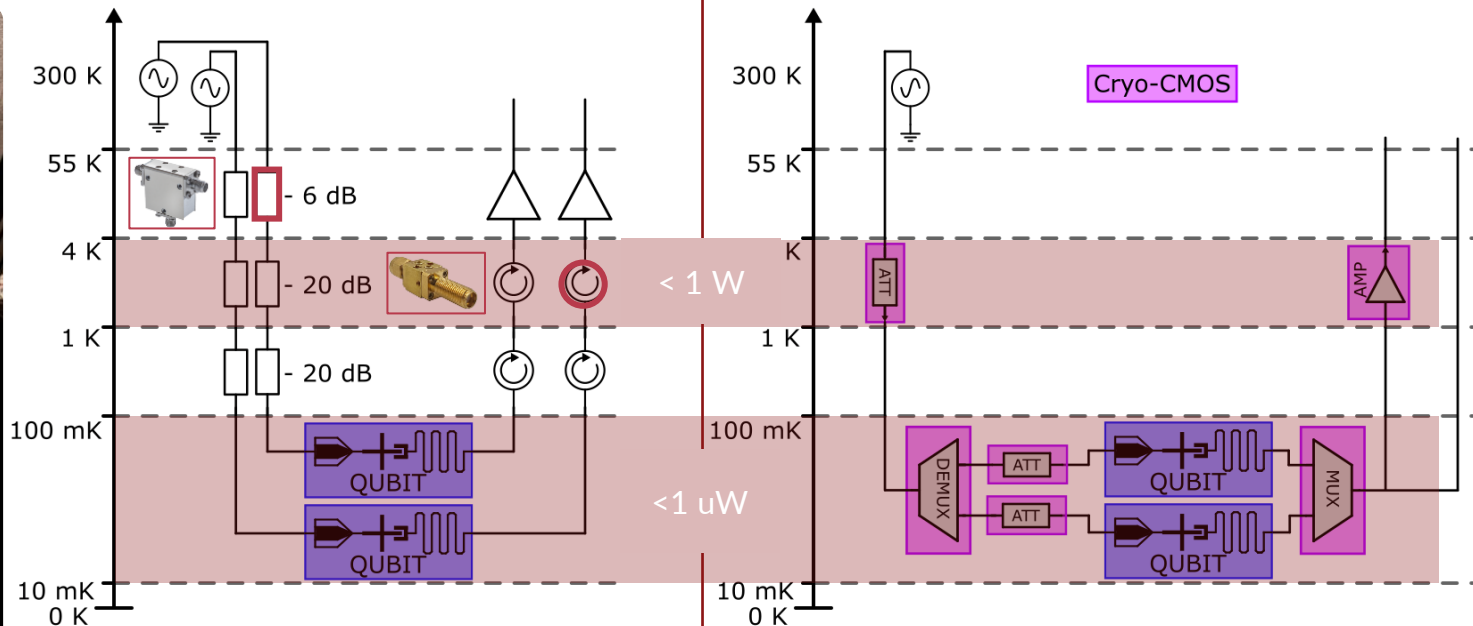 300 K
55 K
- 6 dB
4 K
- 20 dB
1 K
- 20 dB
100 mK
QUBIT
QUBIT
10 mK
0 K
< 1 W
<1 uW
300 K
Cryo-CMOS
55 K
K
ATT
AMP
1 K
100 mK
DEMUX
ATT
ATT
QUBIT
QUBIT
MUX
10 mK
0 K